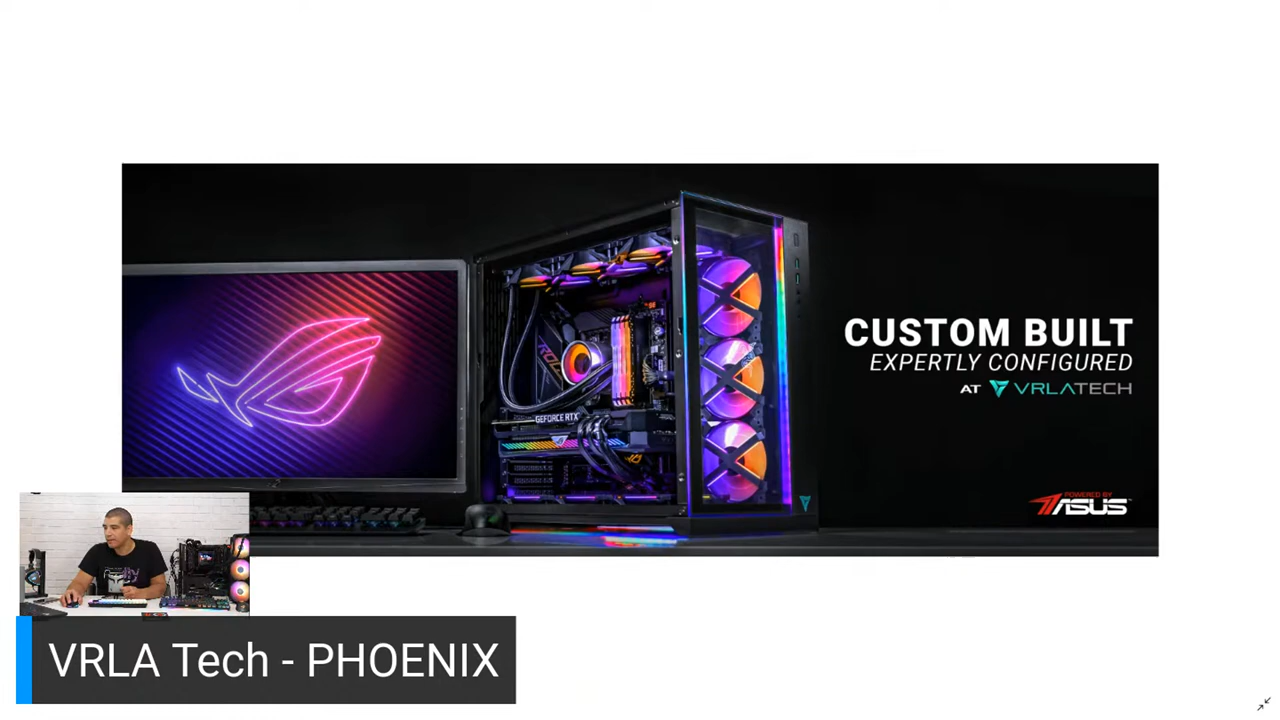 CUSTOM BUILT
EXPERTLY CONFIGURED
AT VRLATECH
GEFORCE RTX
POWERED BY
ASUS
VRLA Tech - PHOENIX